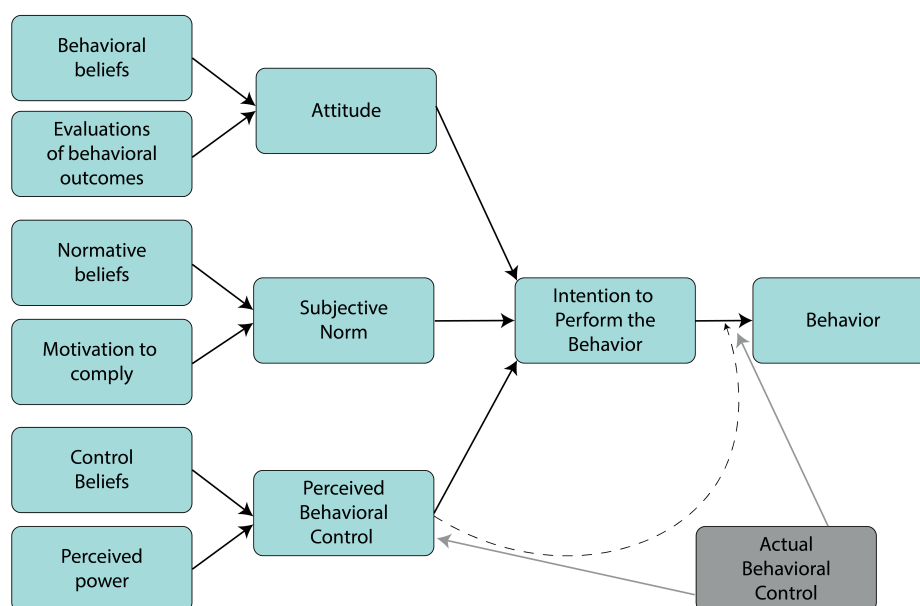 Behavioral
beliefs
Evaluations
of behavioral
outcomes
Attitude
Normative
beliefs
Motivation to
comply
Subjective
Norm
Intention to
Perform the
Behavior
Behavior
Control
Beliefs
Perceived
power
Perceived
Behavioral
Control
Actual
Behavioral
Control